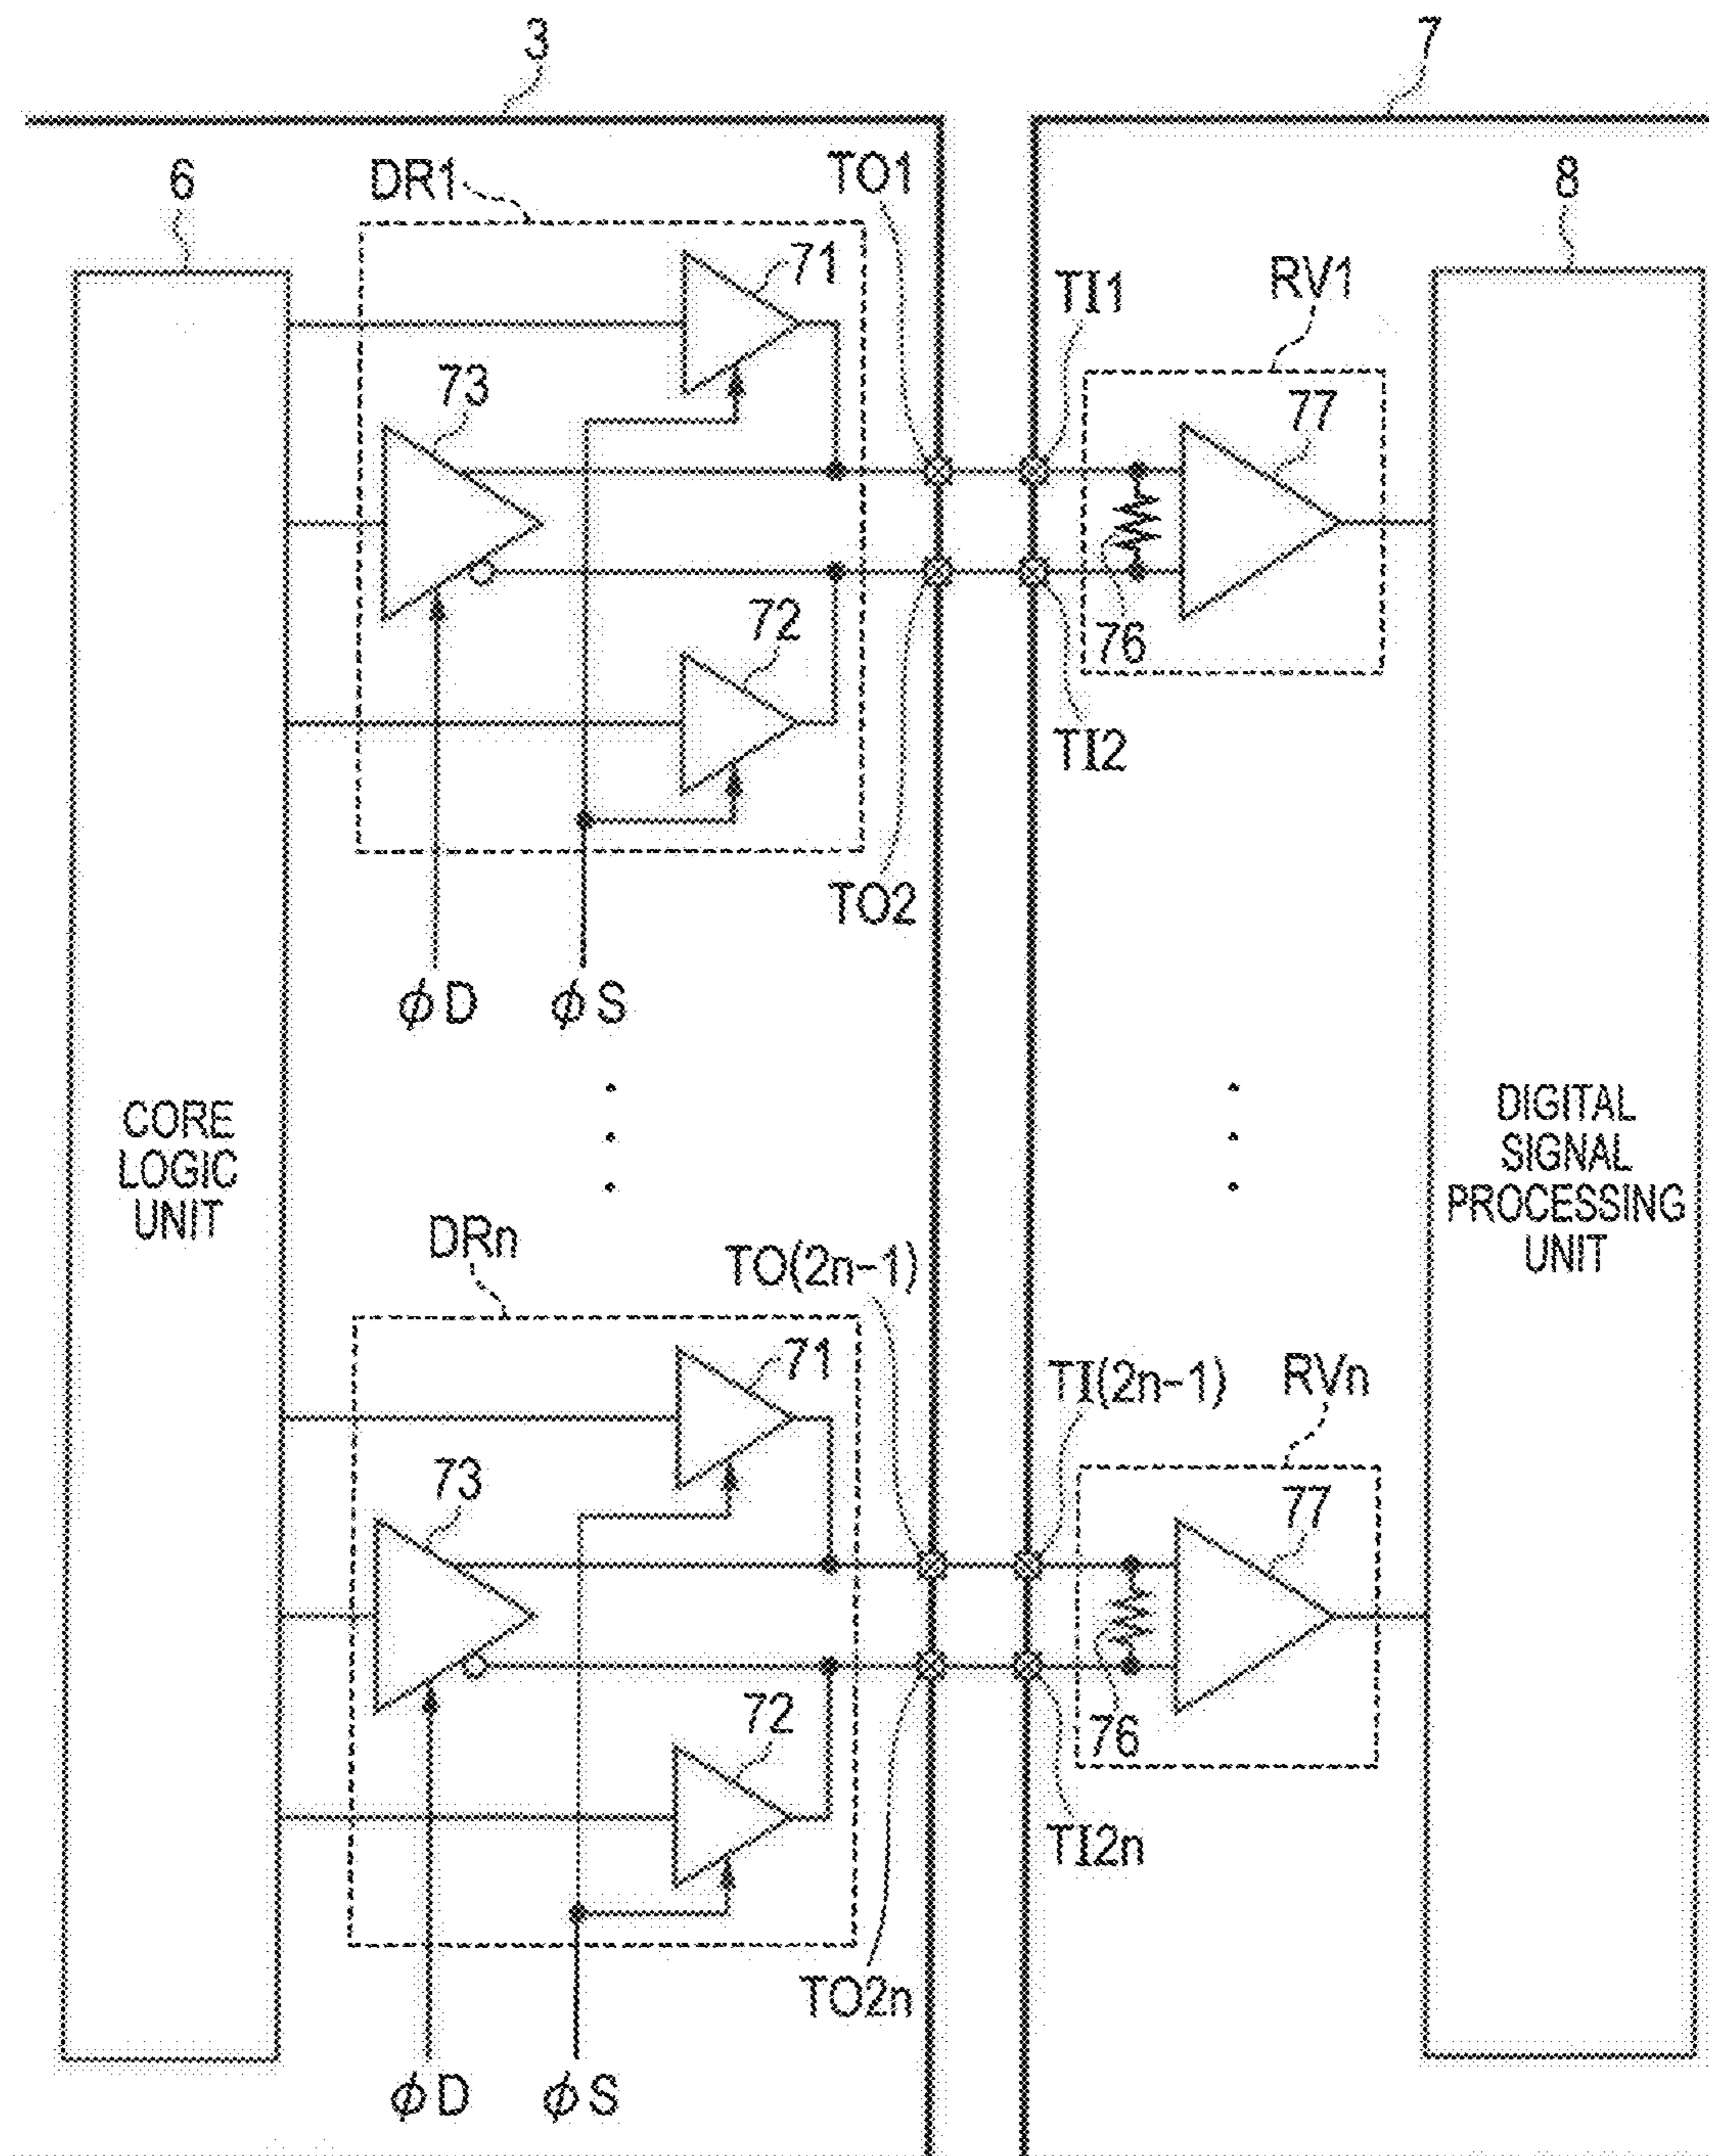 3
7
6
DR1
TO1
8
71
TI1
RV1
73
77
72
76
TI2
TO2
ϕD
ϕS
CORE
LOGIC
UNIT
DIGITAL
SIGNAL
PROCESSING
UNIT
DRn
TO(2n-1)
71
TI(2n-1)
RVn
73
77
72
76
TI2n
TO2n
ϕD
ϕS